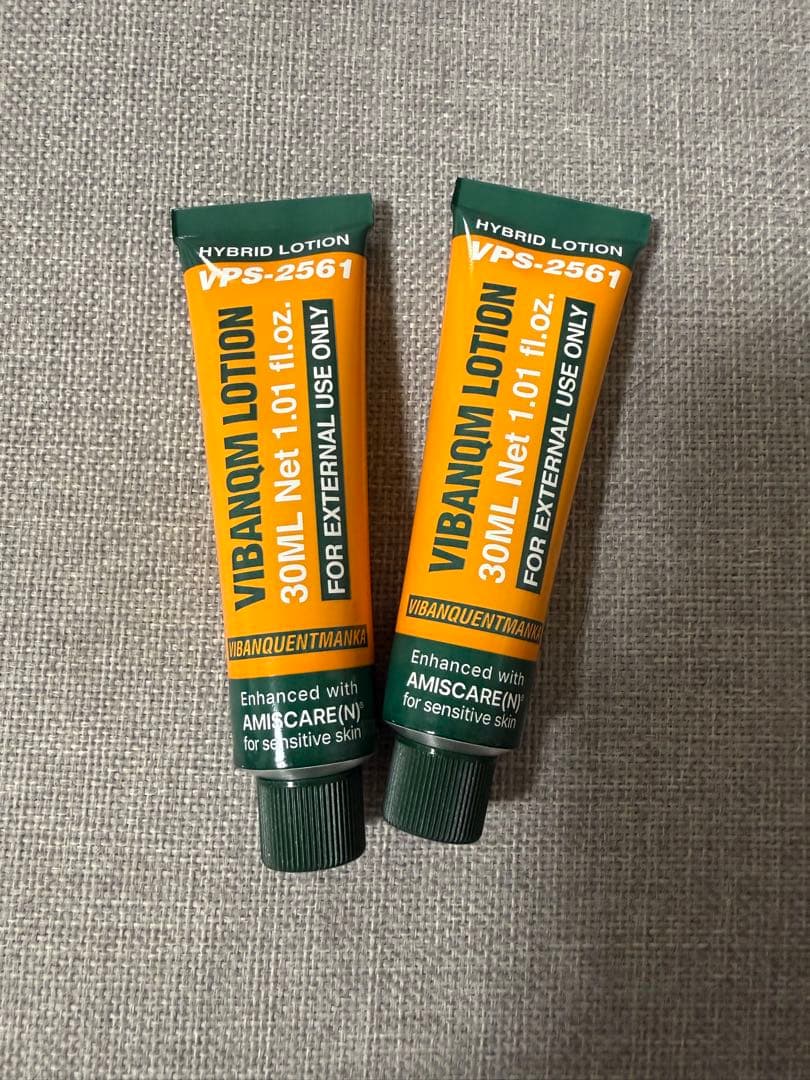 HYBRID LOTION
VPS-2561
VIBANQM LOTION
30ML Net 1.01 fl.oz.
FOR EXTERNAL USE ONLY
VIBANQUENTMANKA
Enhanced with
AMISCARE(N)®
for sensitive skin
HYBRID LOTION
VPS-2561
VIBANQM LOTION
30ML Net 1.01 fl.oz.
FOR EXTERNAL USE ONLY
VIBANQUENTMANKA
Enhanced with
AMISCARE(N)®
for sensitive skin